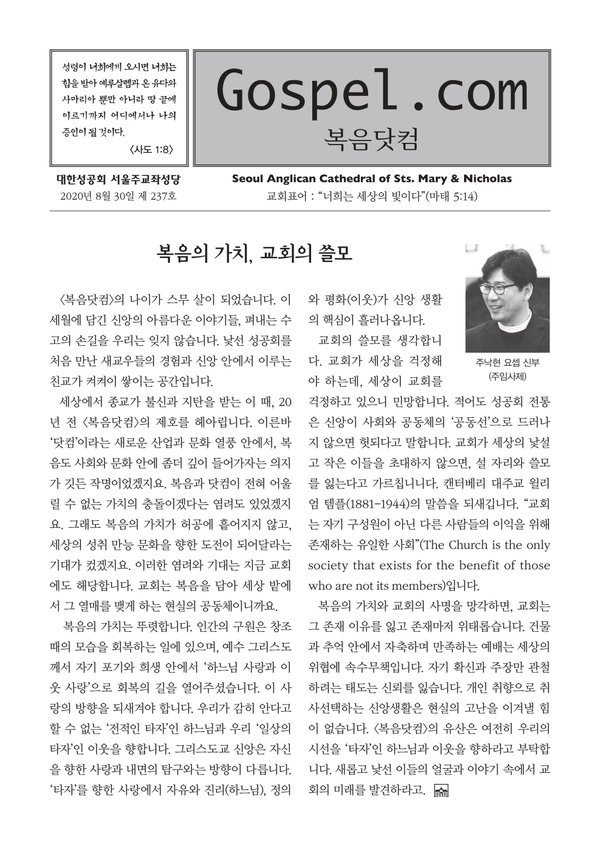 성령이 너희에게 오시면 너희는
힘을 받아 예루살렘과 온 유다와
사마리아 뿐만 아니라 땅 끝에
이르기까지 어디에서나 나의
증인이 될 것이다.
〈사도 1:8〉
Gospel.com
복음닷컴
대한성공회 서울주교좌성당
2020년 8월 30일 제 237호
Seoul Anglican Cathedral of Sts. Mary & Nicholas
교회표어 : “너희는 세상의 빛이다”(마태 5:14)
복음의 가치, 교회의 쓸모
〈복음닷컴〉의 나이가 스무 살이 되었습니다. 이
세월에 담긴 신앙의 아름다운 이야기들, 펴내는 수
고의 손길을 우리는 잊지 않습니다. 낯선 성공회를
처음 만난 새교우들의 경험과 신앙 안에서 이루는
친교가 켜켜이 쌓이는 공간입니다.
세상에서 종교가 불신과 지탄을 받는 이 때, 20
년 전 〈복음닷컴〉의 제호를 헤아립니다. 이른바
‘닷컴’이라는 새로운 산업과 문화 열풍 안에서, 복
음도 사회와 문화 안에 좀더 깊이 들어가자는 의지
가 깃든 작명이었겠지요. 복음과 닷컴이 전혀 어울
릴 수 없는 가치의 충돌이겠다는 염려도 있었겠지
요. 그래도 복음의 가치가 허공에 흩어지지 않고,
세상의 성취 만능 문화를 향한 도전이 되어달라는
기대가 컸겠지요. 이러한 염려와 기대는 지금 교회
에도 해당합니다. 교회는 복음을 담아 세상 밭에
서 그 열매를 맺게 하는 현실의 공동체이니까요.
복음의 가치는 뚜렷합니다. 인간의 구원은 창조
때의 모습을 회복하는 일에 있으며, 예수 그리스도
께서 자기 포기와 희생 안에서 ‘하느님 사랑과 이
웃 사랑’으로 회복의 길을 열어주셨습니다. 이 사
랑의 방향을 되새겨야 합니다. 우리가 감히 안다고
할 수 없는 ‘전적인 타자’인 하느님과 우리 ‘일상의
타자’인 이웃을 향합니다. 그리스도교 신앙은 자신
을 향한 사랑과 내면의 탐구와는 방향이 다릅니다.
‘타자’를 향한 사랑에서 자유와 진리(하느님), 정의
와 평화(이웃)가 신앙 생활
의 핵심이 흘러나옵니다.
교회의 쓸모를 생각합니
다. 교회가 세상을 걱정해
야 하는데, 세상이 교회를
주낙현 요셉 신부
(주임사제)
걱정하고 있으니 민망합니다. 적어도 성공회 전통
은 신앙이 사회와 공동체의 ‘공동선’으로 드러나
지 않으면 헛되다고 말합니다. 교회가 세상의 낯설
고 작은 이들을 초대하지 않으면, 설 자리와 쓸모
를 잃는다고 가르칩니니다. 캔터베리 대주교 윌리
엄 템플(1881-1944)의 말씀을 되새깁니다. “교회
는 자기 구성원이 아닌 다른 사람들의 이익을 위해
존재하는 유일한 사회”(The Church is the only
society that exists for the benefit of those
who are not its members)입니다.
복음의 가치와 교회의 사명을 망각하면, 교회는
그 존재 이유를 잃고 존재마저 위태롭습니다. 건물
과 추억 안에서 자축하며 만족하는 예배는 세상의
위협에 속수무책입니다. 자기 확신과 주장만 관철
하려는 태도는 신뢰를 잃습니다. 개인 취향으로 취
사선택하는 신앙생활은 현실의 고난을 이겨낼 힘
이 없습니다. 〈복음닷컴〉의 유산은 여전히 우리의
시선을 ‘타자’인 하느님과 이웃을 향하라고 부탁합
니다. 새롭고 낯선 이들의 얼굴과 이야기 속에서 교
회의 미래를 발견하라고.